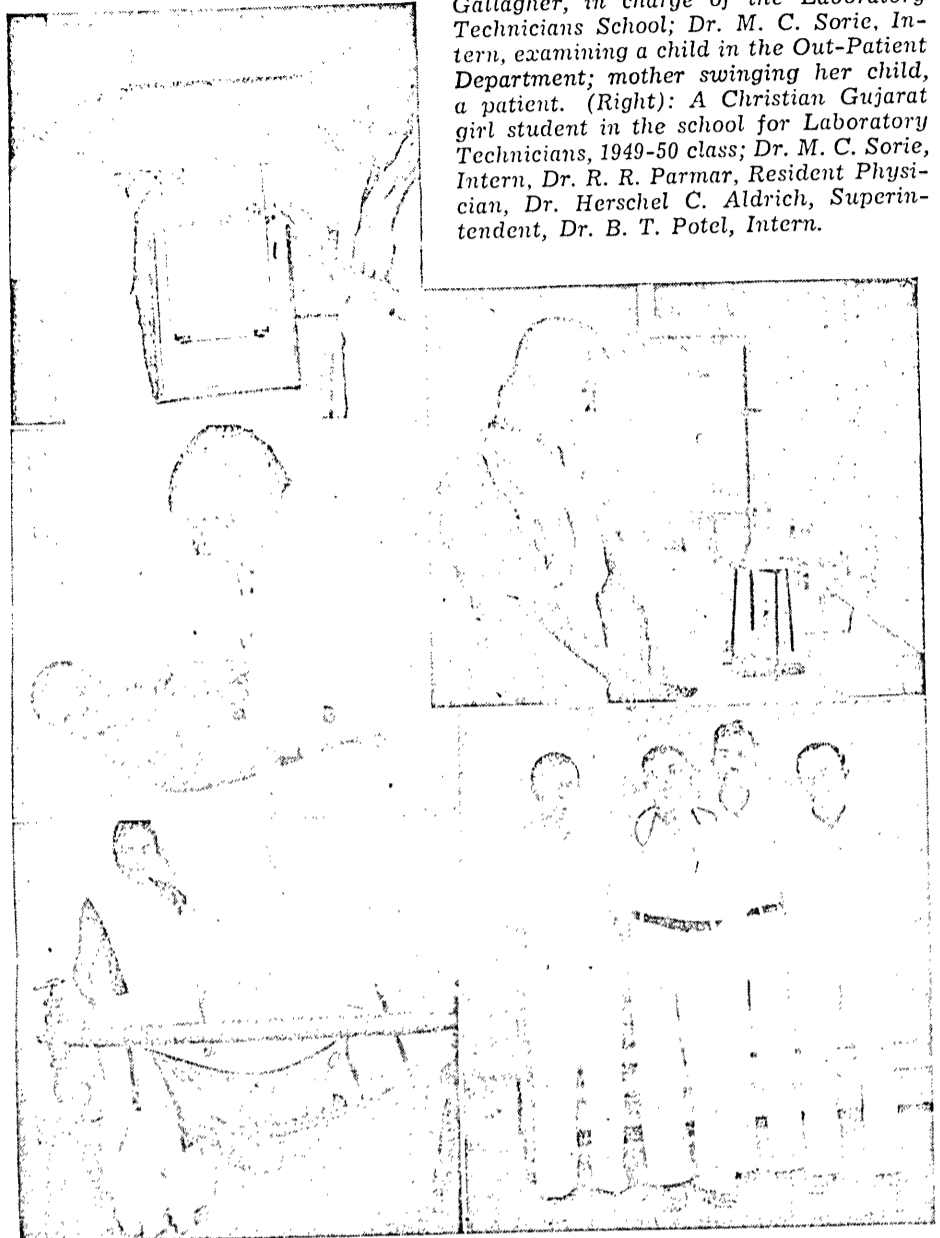 Gallagher, in charge of the Laboratory
Technicians School; Dr. M. C. Sorie, In-
tern, examining a child in the Out-Patient
Department; mother swinging her child,
a patient. (Right): A Christian Gujarat
girl student in the school for Laboratory
Technicians, 1949-50 class; Dr. M. C. Sorie,
Intern, Dr. R. R. Parmar, Resident Physi-
cian, Dr. Herschel C. Aldrich, Superin-
tendent, Dr. B. T. Potel, Intern.